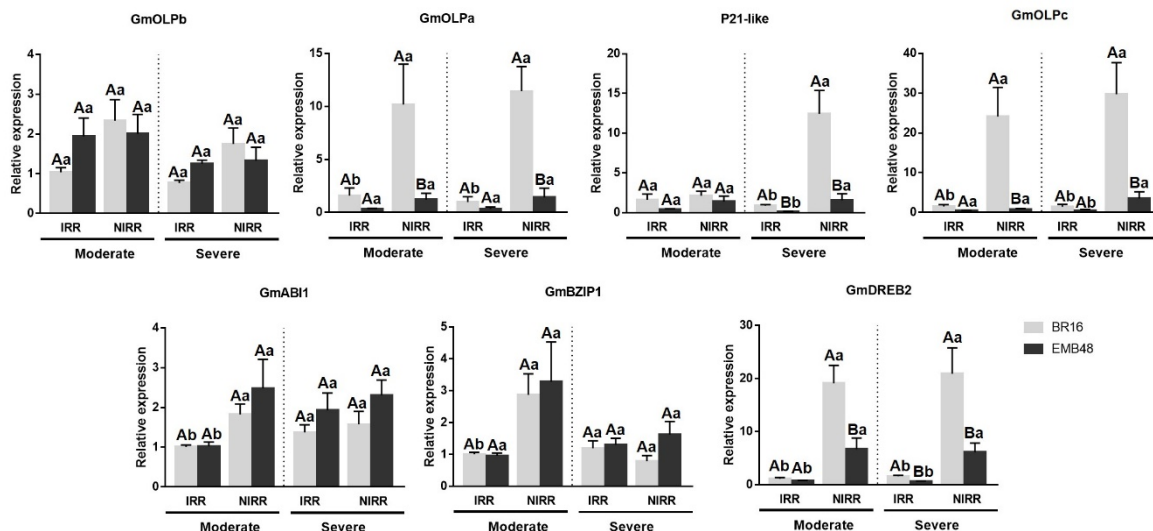 GmOLPb
Relative expression
4
3
2
1
0
Aa Aa Aa Aa Aa Aa Aa Aa
IRR NIRR IRR NIRR
Moderate Severe
GmOLPa
Relative expression
15
10
5
0
Ab Aa Aa Ba Ab Aa Aa Ba
IRR NIRR IRR NIRR
Moderate Severe
P21-like
Relative expression
20
15
10
5
0
Aa Aa Aa Aa Ab Bb Aa Ba
IRR NIRR IRR NIRR
Moderate Severe
GmOLPc
Relative expression
40
30
20
10
0
Ab Aa Aa Ba Ab Ab Aa Ba
IRR NIRR IRR NIRR
Moderate Severe
GmABI1
Relative expression
4
3
2
1
0
Ab Ab Aa Aa Aa Aa Aa Aa
IRR NIRR IRR NIRR
Moderate Severe
GmBZIP1
Relative expression
5
4
3
2
1
0
Ab Aa Aa Aa Aa Aa Aa Aa
IRR NIRR IRR NIRR
Moderate Severe
GmDREB2
Relative expression
30
20
10
0
Ab Ab Aa Ba Ab Bb Aa Ba
IRR NIRR IRR NIRR
Moderate Severe
BR16
EMB48